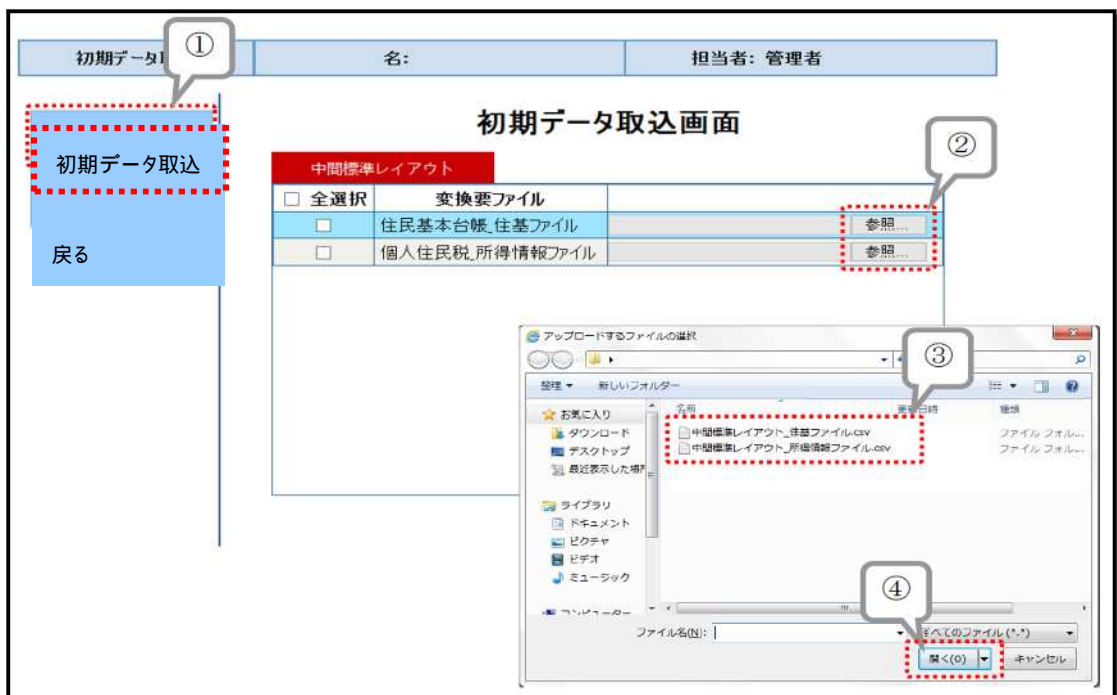 ①
初期データ取
名:
担当者: 管理者
初期データ取込
戻る
初期データ取込画面
②
中間標準レイアウト
全選択
変換要ファイル
住民基本台帳_住基ファイル
参照...
個人住民税_所得情報ファイル
参照...
アップロードするファイルの選択
③
整理
新しいフォルダー
お気に入り
ダウンロード
デスクトップ
最近表示した場所
ライブラリ
ドキュメント
ピクチャ
ビデオ
ミュージック
コンピューター
名前
更新日時
種類
中間標準レイアウト_住基ファイル.csv
ファイル フォル...
中間標準レイアウト_所得情報ファイル.csv
ファイル フォル...
④
ファイル名(N):
すべてのファイル (*.*)
開く(O)
キャンセル